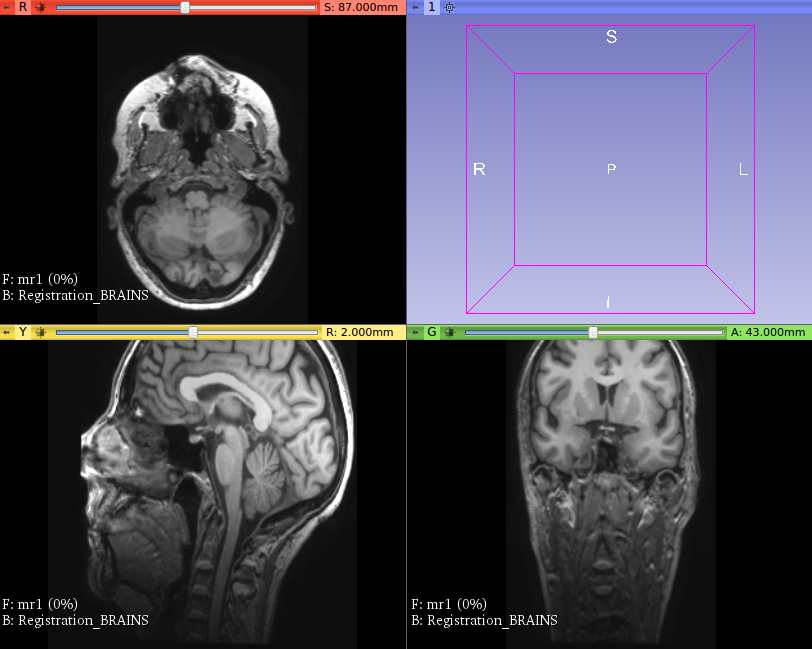 R S: 87.000mm
1
S
R P L
I
F: mr1 (0%)
B: Registration_BRAINS
Y R: 2.000mm
G A: 43.000mm
F: mr1 (0%)
B: Registration_BRAINS
F: mr1 (0%)
B: Registration_BRAINS